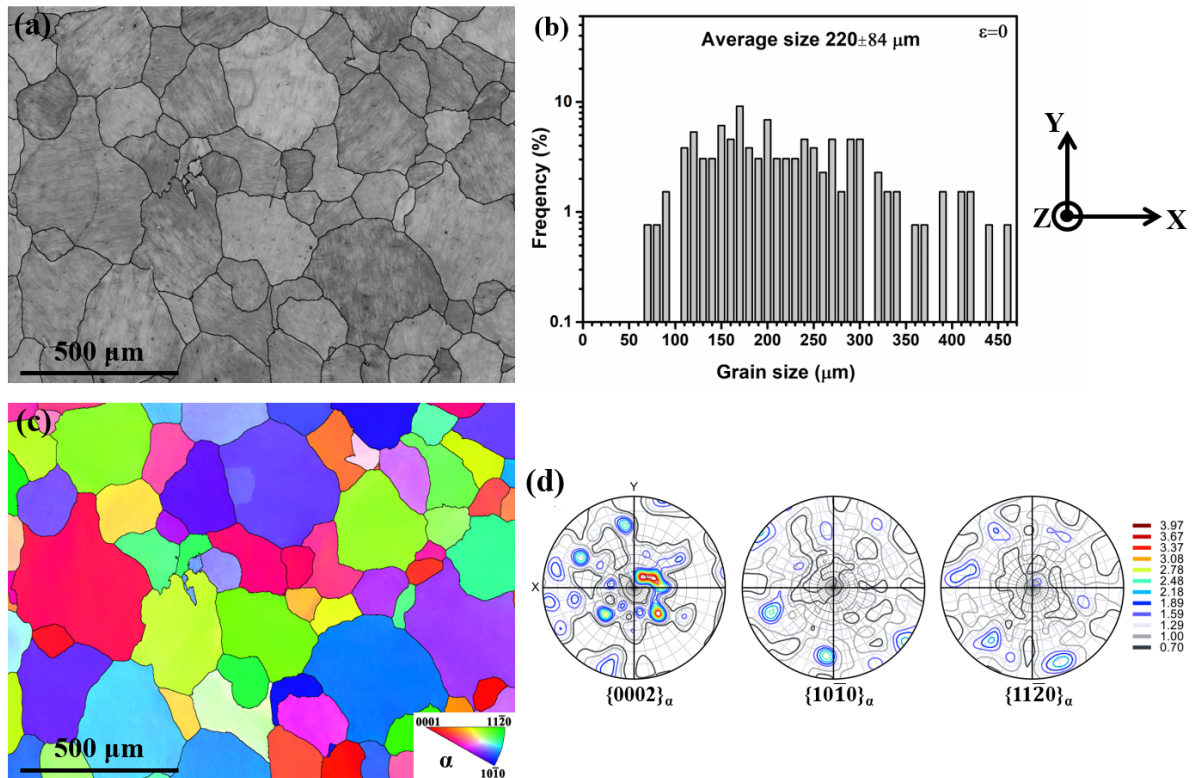 (a)
500 µm
(b)
Average size 220±84 µm
ε=0
Freqency (%)
10
1
0.1
0 50 100 150 200 250 300 350 400 450
Grain size (µm)
Y
Z
X
(c)
500 µm
0001 112̅0
α
101̅0
(d)
Y
X
{0002}α
{101̅0}α
{112̅0}α
3.97
3.67
3.37
3.08
2.78
2.48
2.18
1.89
1.59
1.29
1.00
0.70